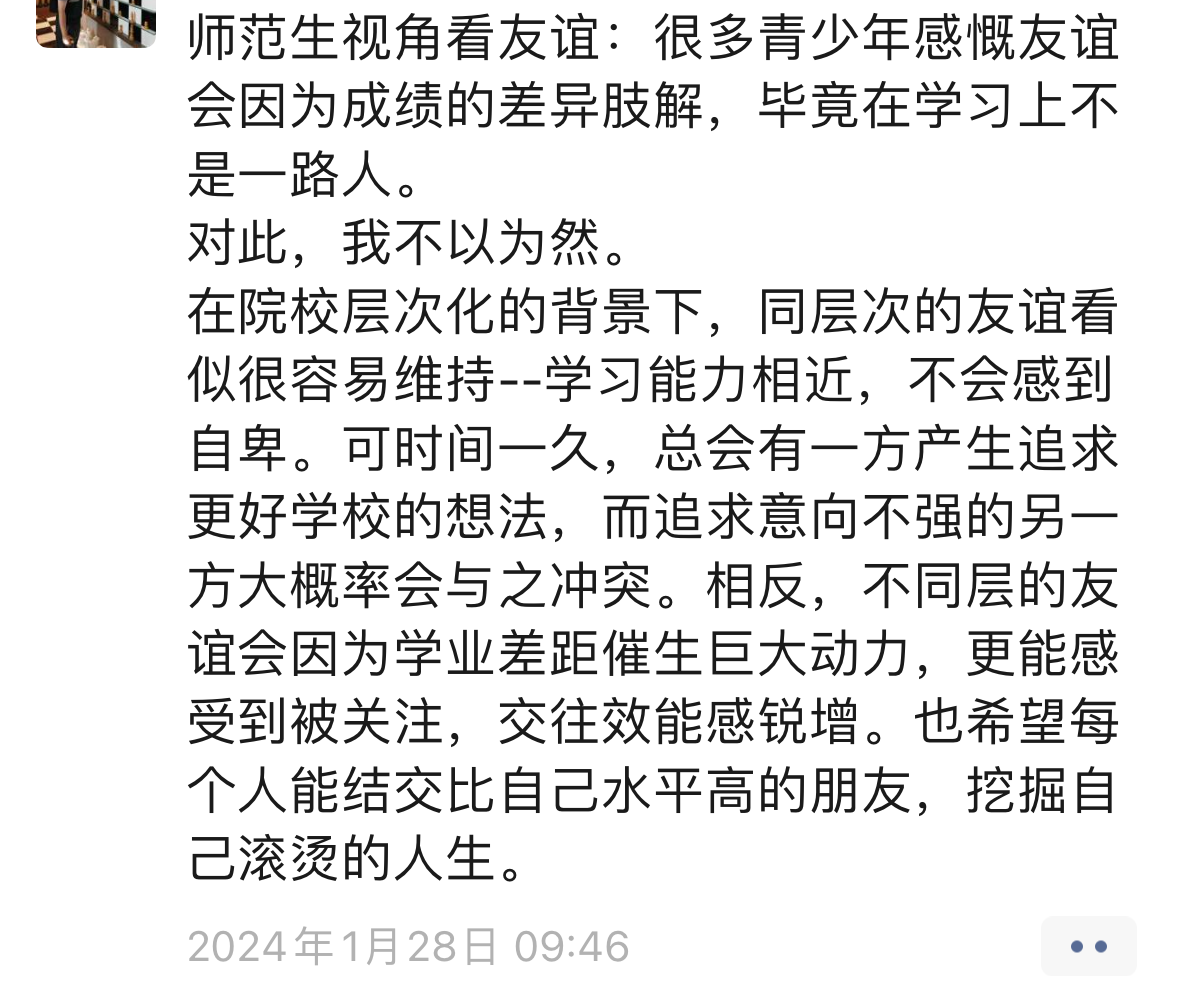 师范生视角看友谊：很多青少年感慨友谊
会因为成绩的差异肢解，毕竟在学习上不
是一路人。
对此，我不以为然。
在院校层次化的背景下，同层次的友谊看
似很容易维持--学习能力相近，不会感到
自卑。可时间一久，总会有一方产生追求
更好学校的想法，而追求意向不强的另一
方大概率会与之冲突。相反，不同层的友
谊会因为学业差距催生巨大动力，更能感
受到被关注，交往效能感锐增。也希望每
个人能结交比自己水平高的朋友，挖掘自
己滚烫的人生。
2024年1月28日 09:46